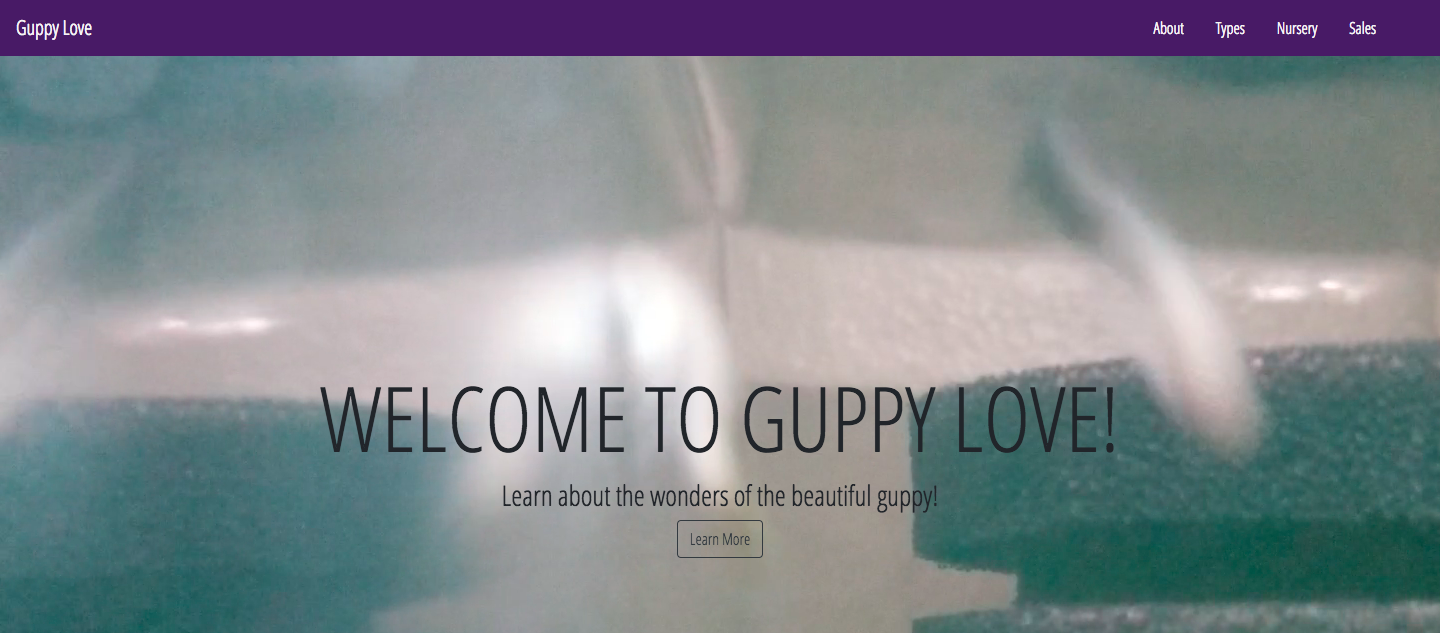 Guppy Love
About Types Nursery Sales
WELCOME TO GUPPY LOVE!
Learn about the wonders of the beautiful guppy!
Learn More